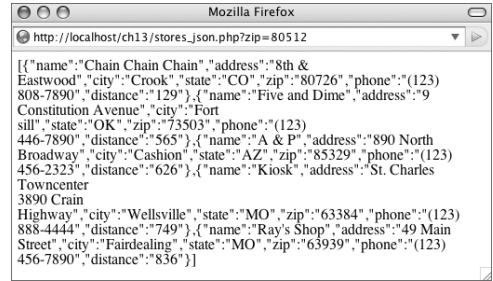 Mozilla Firefox
http://localhost/ch13/stores_json.php?zip=80512
[{"name":"Chain Chain Chain","address":"8th &
Eastwood","city":"Crook","state":"CO","zip":"80726","phone":"(123)
808-7890","distance":"129"},{"name":"Five and Dime","address":"9
Constitution Avenue","city":"Fort
sill","state":"OK","zip":"73503","phone":"(123)
446-7890","distance":"565"},{"name":"A & P","address":"890 North
Broadway","city":"Cashion","state":"AZ","zip":"85329","phone":"(123)
456-2323","distance":"626"},{"name":"Kiosk","address":"St. Charles
Towncenter
3890 Crain
Highway","city":"Wellsville","state":"MO","zip":"63384","phone":"(123)
888-4444","distance":"749"},{"name":"Ray's Shop","address":"49 Main
Street","city":"Fairdealing","state":"MO","zip":"63939","phone":"(123)
456-7890","distance":"836"}]